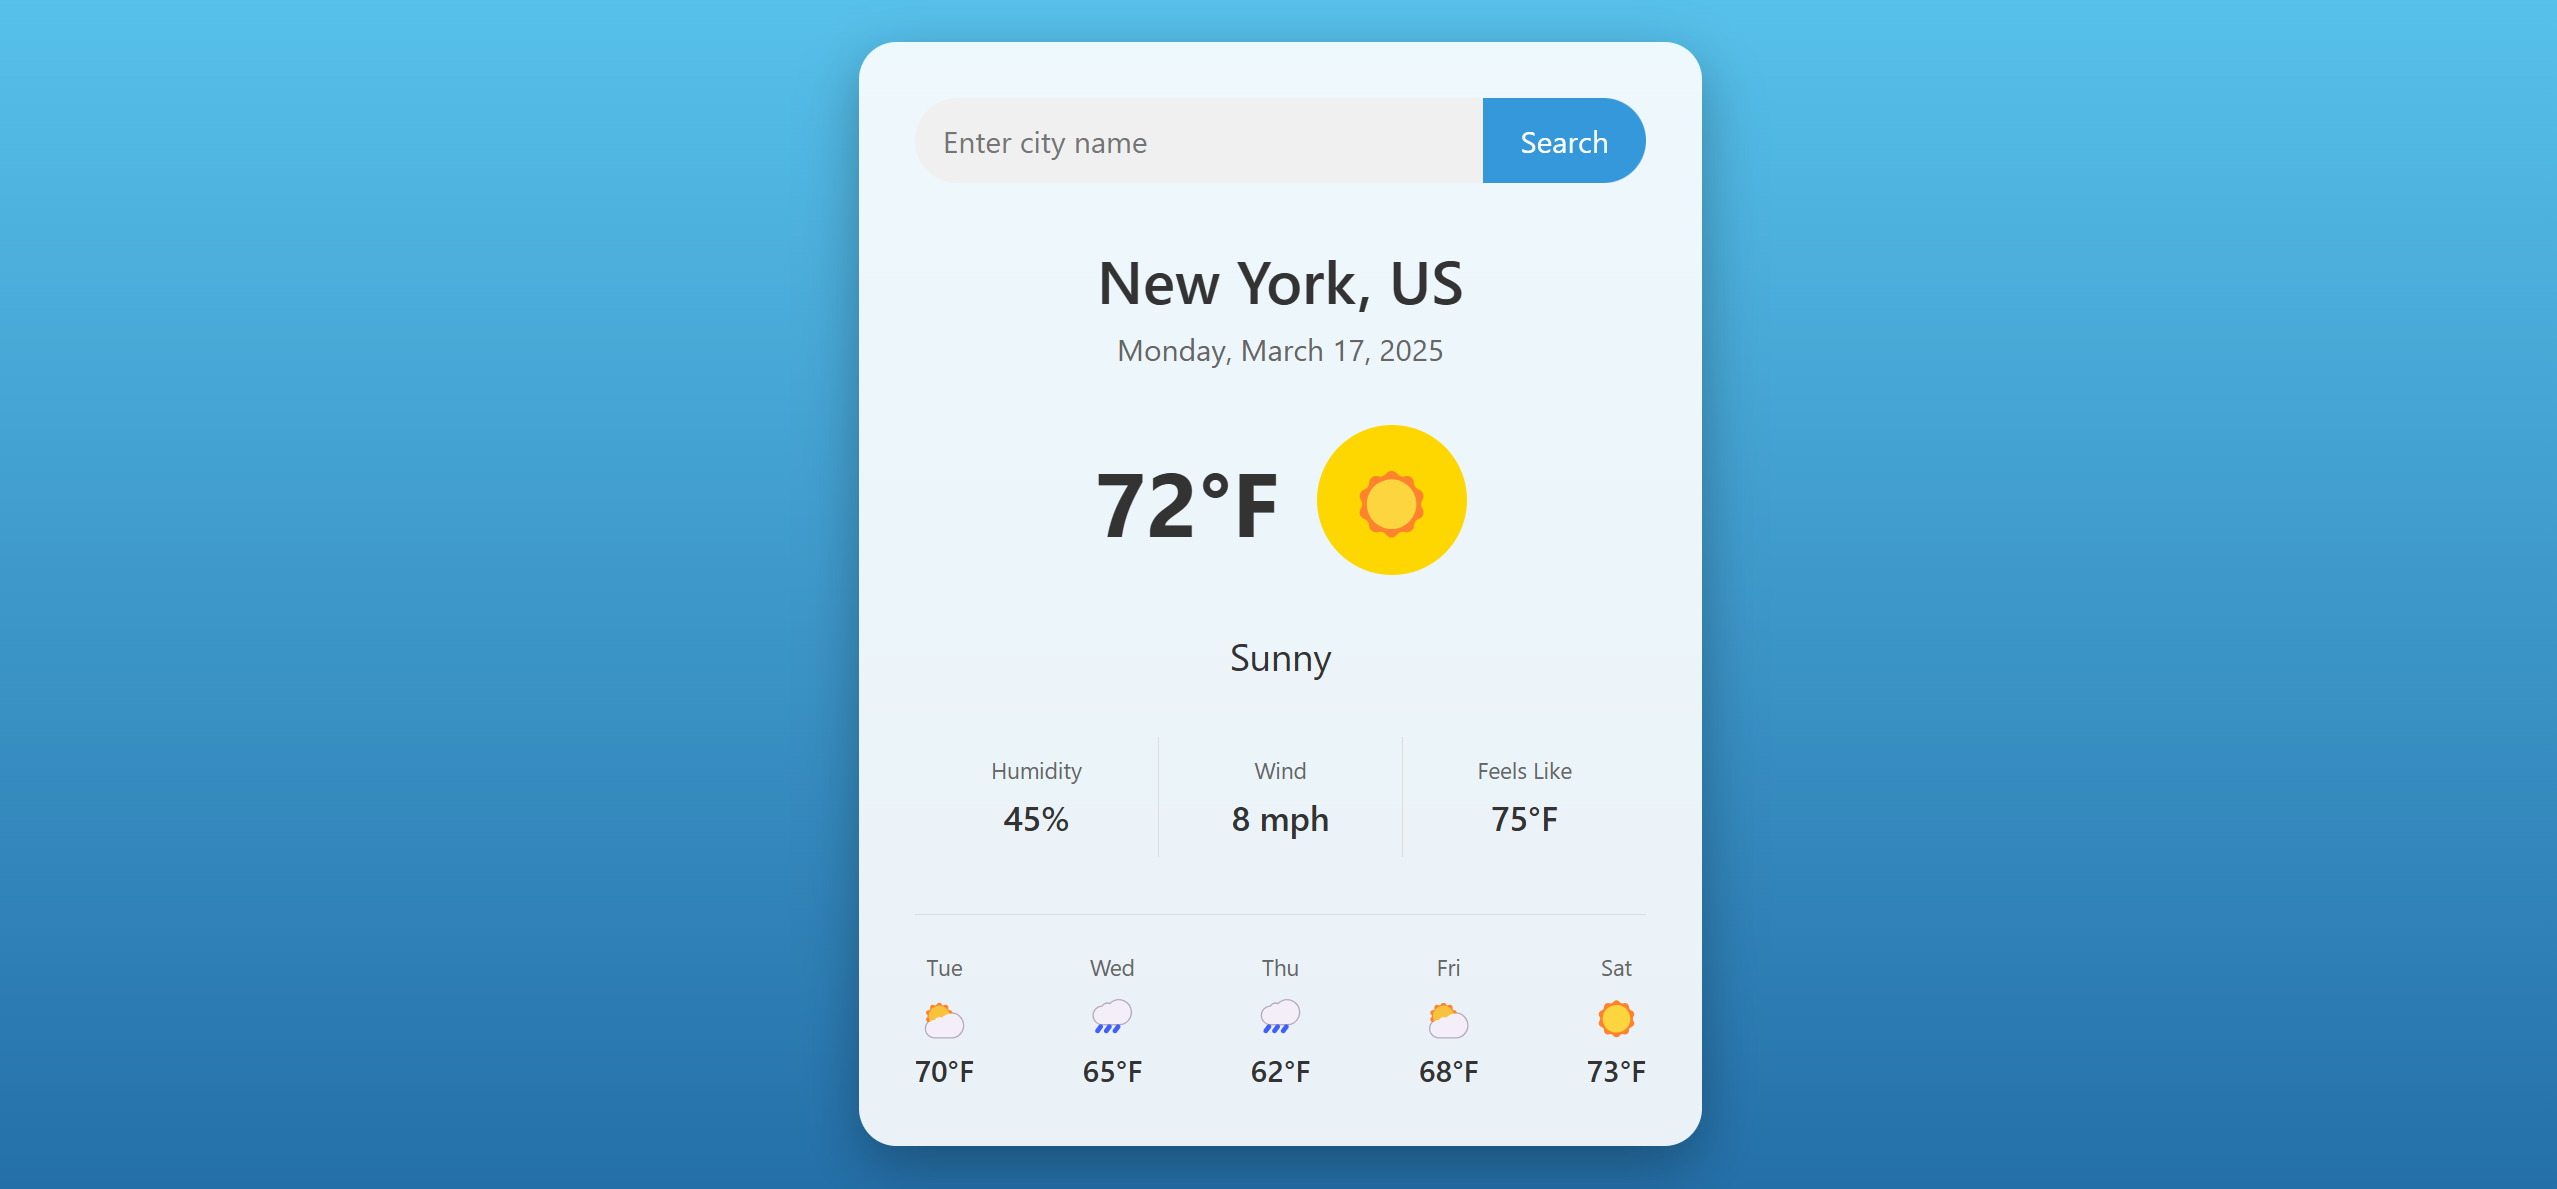 Enter city name
Search
New York, US
Monday, March 17, 2025
72°F
Sunny
Humidity Wind Feels Like
45% 8 mph 75°F
Tue Wed Thu Fri Sat
70°F 65°F 62°F 68°F 73°F